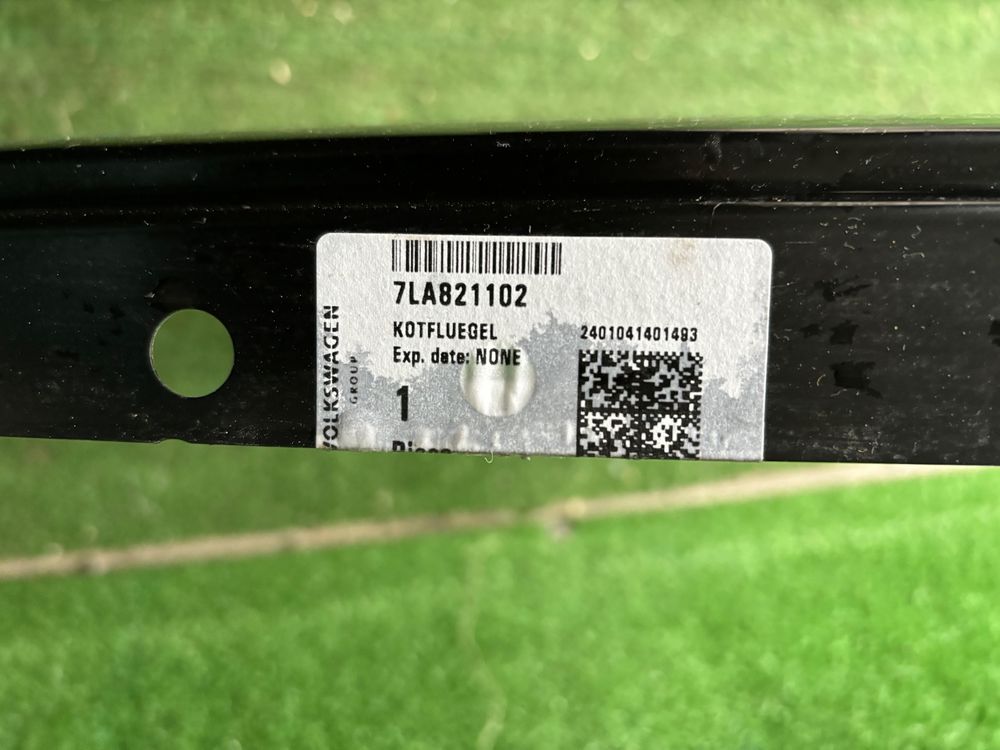 7LA821102
KOTFLUEGEL
Exp. date: NONE
1
2401041401493
VOLKSWAGEN
GROUP